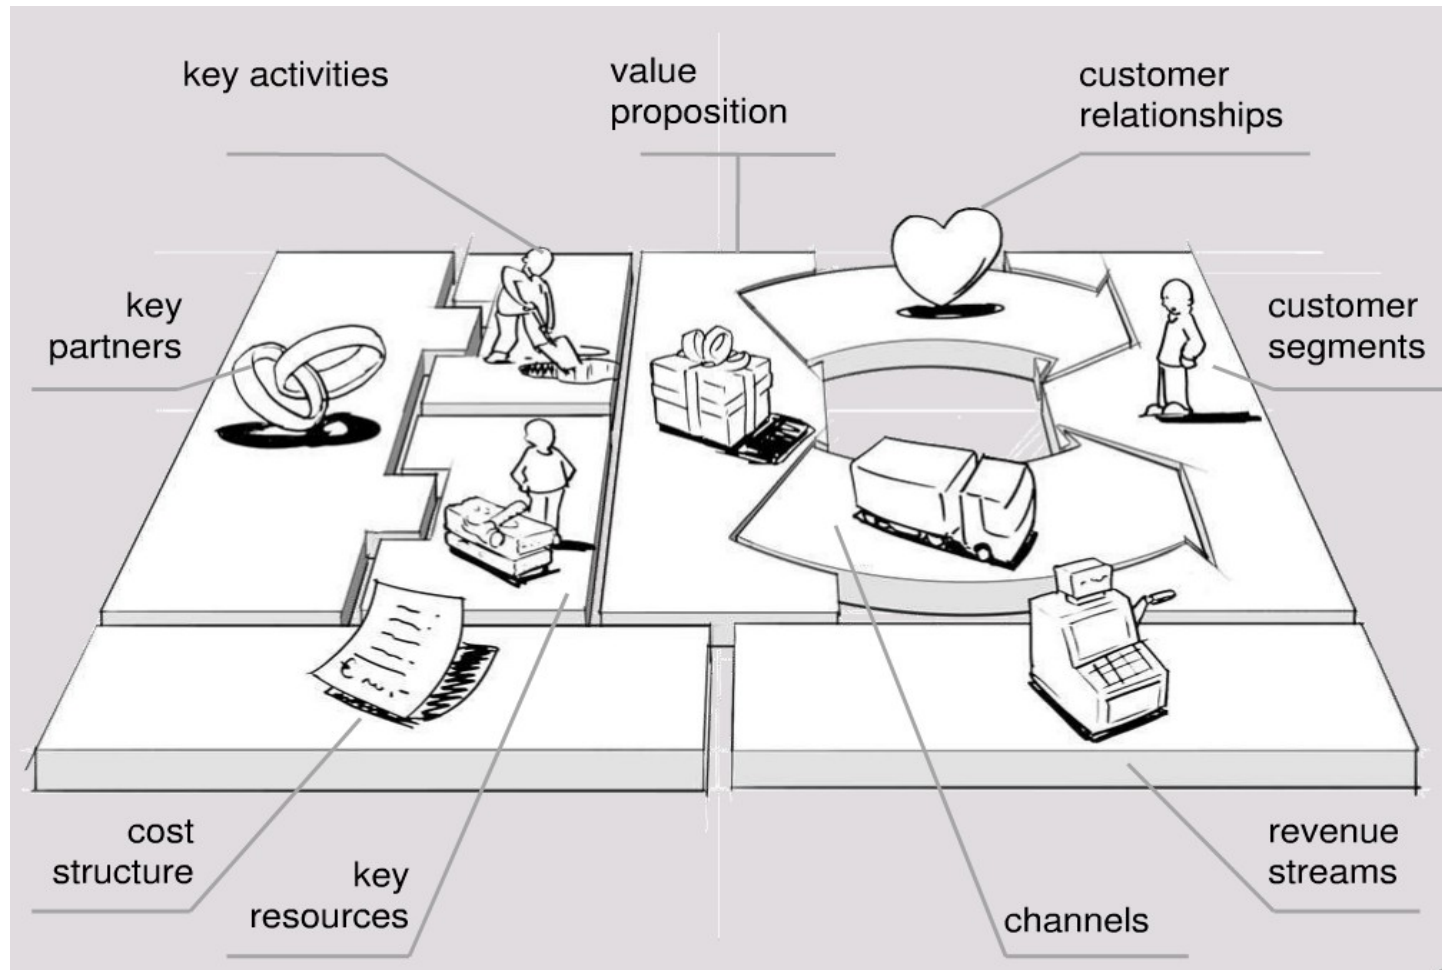 key activities
value
proposition
customer
relationships
key
partners
customer
segments
cost
structure
key
resources
channels
revenue
streams